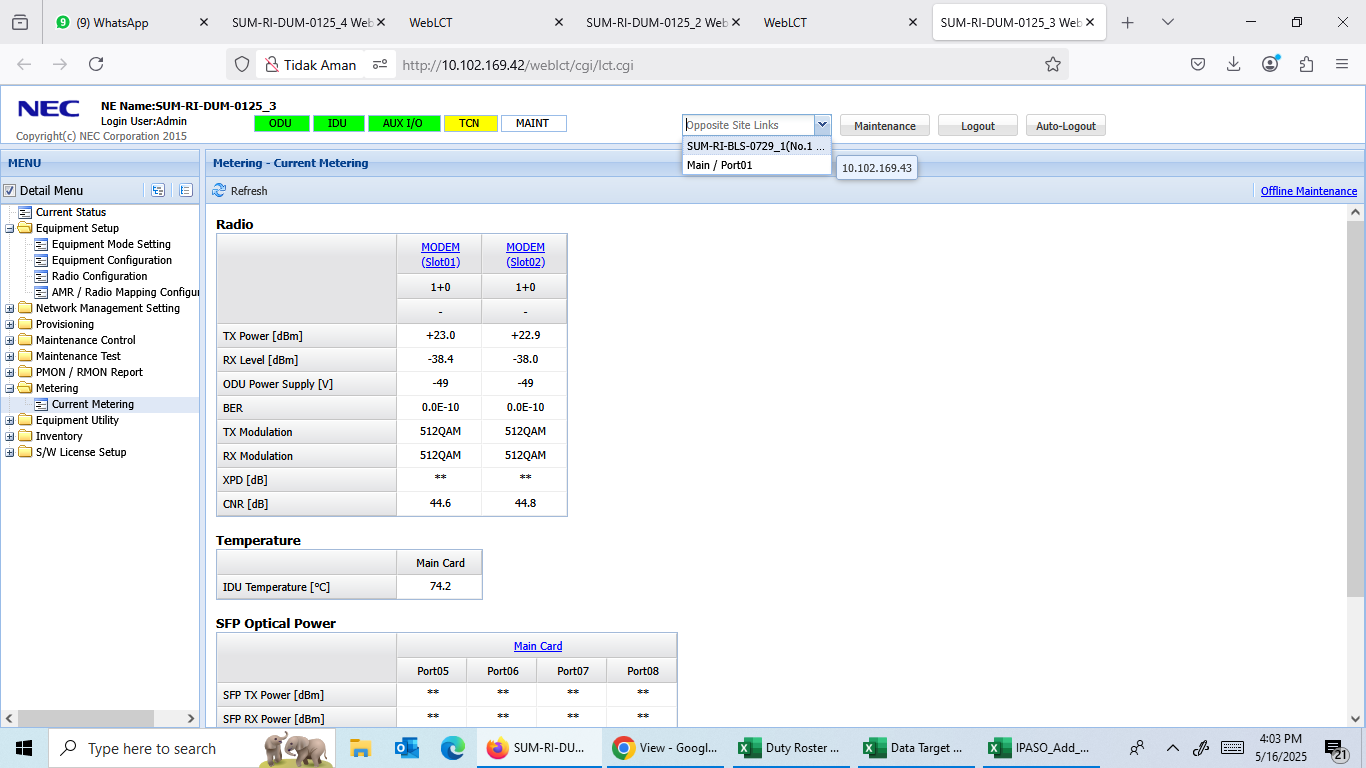 (9) WhatsApp
SUM-RI-DUM-0125_4 Web
WebLCT
SUM-RI-DUM-0125_2 Web
WebLCT
SUM-RI-DUM-0125_3 Web
Tidak Aman
http://10.102.169.42/weblct/cgi/lct.cgi
NEC
NE Name:SUM-RI-DUM-0125_3
Login User:Admin
Copyright(c) NEC Corporation 2015
ODU IDU AUX I/O TCN MAINT
Opposite Site Links
Maintenance Logout Auto-Logout
SUM-RI-BLS-0729_1(No.1 ...
Main / Port01
10.102.169.43
MENU
Detail Menu
Current Status
Equipment Setup
Equipment Mode Setting
Equipment Configuration
Radio Configuration
AMR / Radio Mapping Configur
Network Management Setting
Provisioning
Maintenance Control
Maintenance Test
PMON / RMON Report
Metering
Current Metering
Equipment Utility
Inventory
S/W License Setup
Metering - Current Metering
Refresh
Offline Maintenance
Radio
MODEM MODEM
(Slot01) (Slot02)
1+0 1+0
- -
TX Power [dBm] +23.0 +22.9
RX Level [dBm] -38.4 -38.0
ODU Power Supply [V] -49 -49
BER 0.0E-10 0.0E-10
TX Modulation 512QAM 512QAM
RX Modulation 512QAM 512QAM
XPD [dB] ** **
CNR [dB] 44.6 44.8
Temperature
Main Card
IDU Temperature [°C] 74.2
SFP Optical Power
Main Card
Port05 Port06 Port07 Port08
SFP TX Power [dBm] ** ** ** **
SFP RX Power [dBm] ** ** ** **
Type here to search
SUM-RI-DU...
View - Googl...
Duty Roster ...
Data Target ...
IPASO_Add_...
4:03 PM
5/16/2025
21